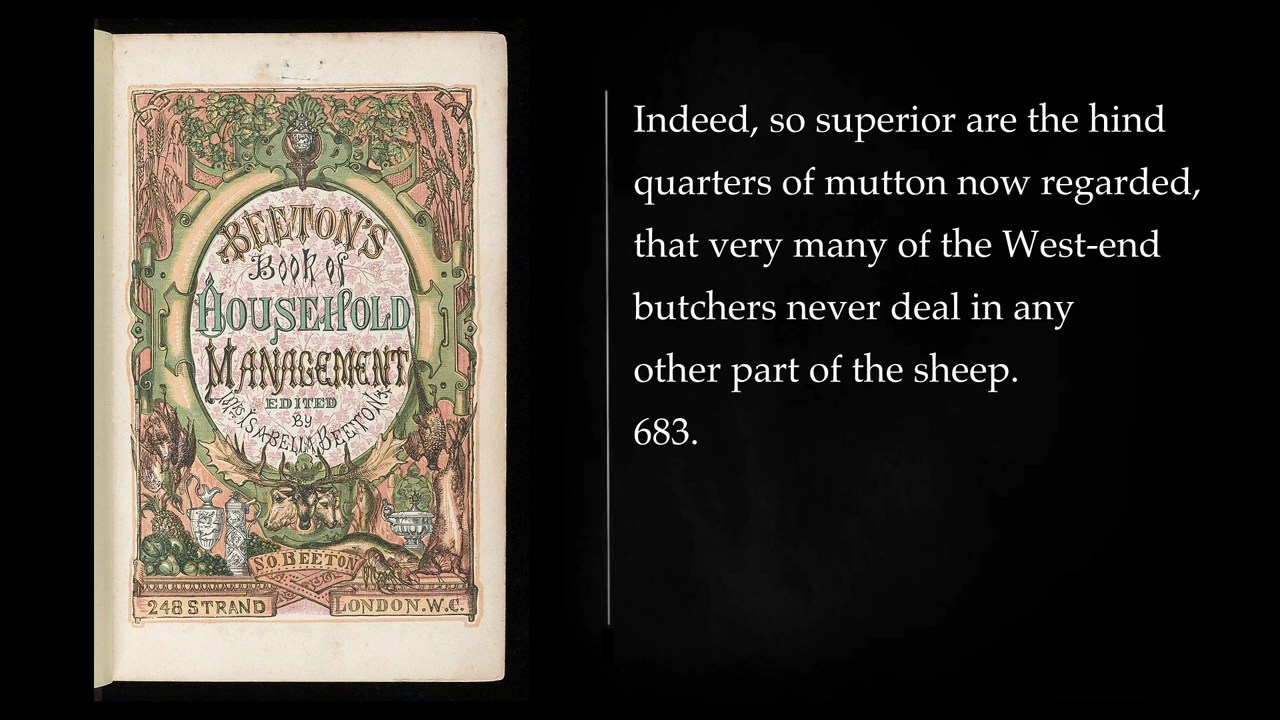 BEETON'S
Book of
HOUSEHOLD
MANAGEMENT
EDITED
BY
MRS ISABELLA BEETON
S.O. BEETON
248 STRAND
LONDON. W.C.
Indeed, so superior are the hind
quarters of mutton now regarded,
that very many of the West-end
butchers never deal in any
other part of the sheep.
683.